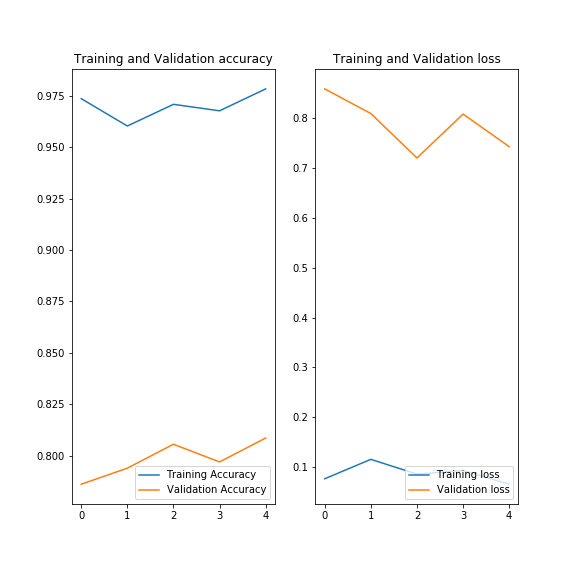 Training and Validation accuracy
0.975
0.950
0.925
0.900
0.875
0.850
0.825
0.800
0 1 2 3 4
Training Accuracy
Validation Accuracy
Training and Validation loss
0.8
0.7
0.6
0.5
0.4
0.3
0.2
0.1
0 1 2 3 4
Training loss
Validation loss